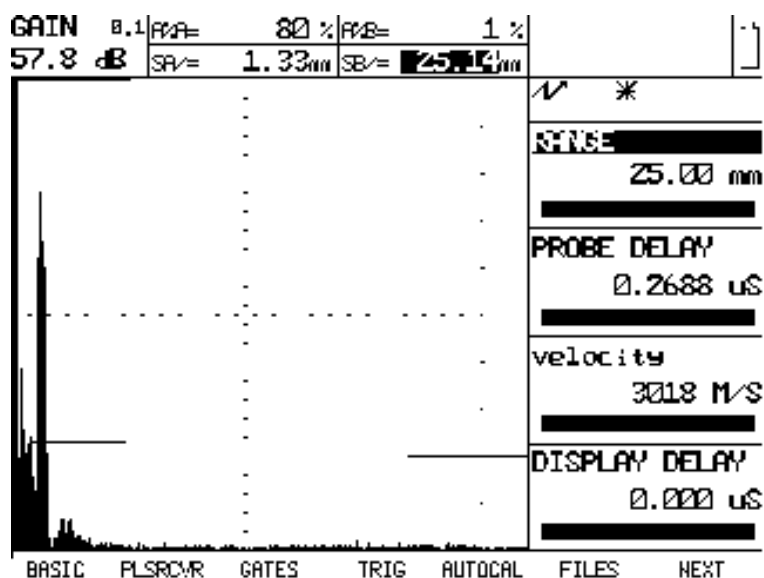 GAIN 0.1 A%A= 80 % A%B= 1 %
57.8 dB SA/= 1.33mm SB/= 25.14mm
RANGE
25.00 mm
PROBE DELAY
0.2688 uS
velocity
3018 M/S
DISPLAY DELAY
0.000 uS
BASIC PLSRCVR GATES TRIG AUTOCAL FILES NEXT